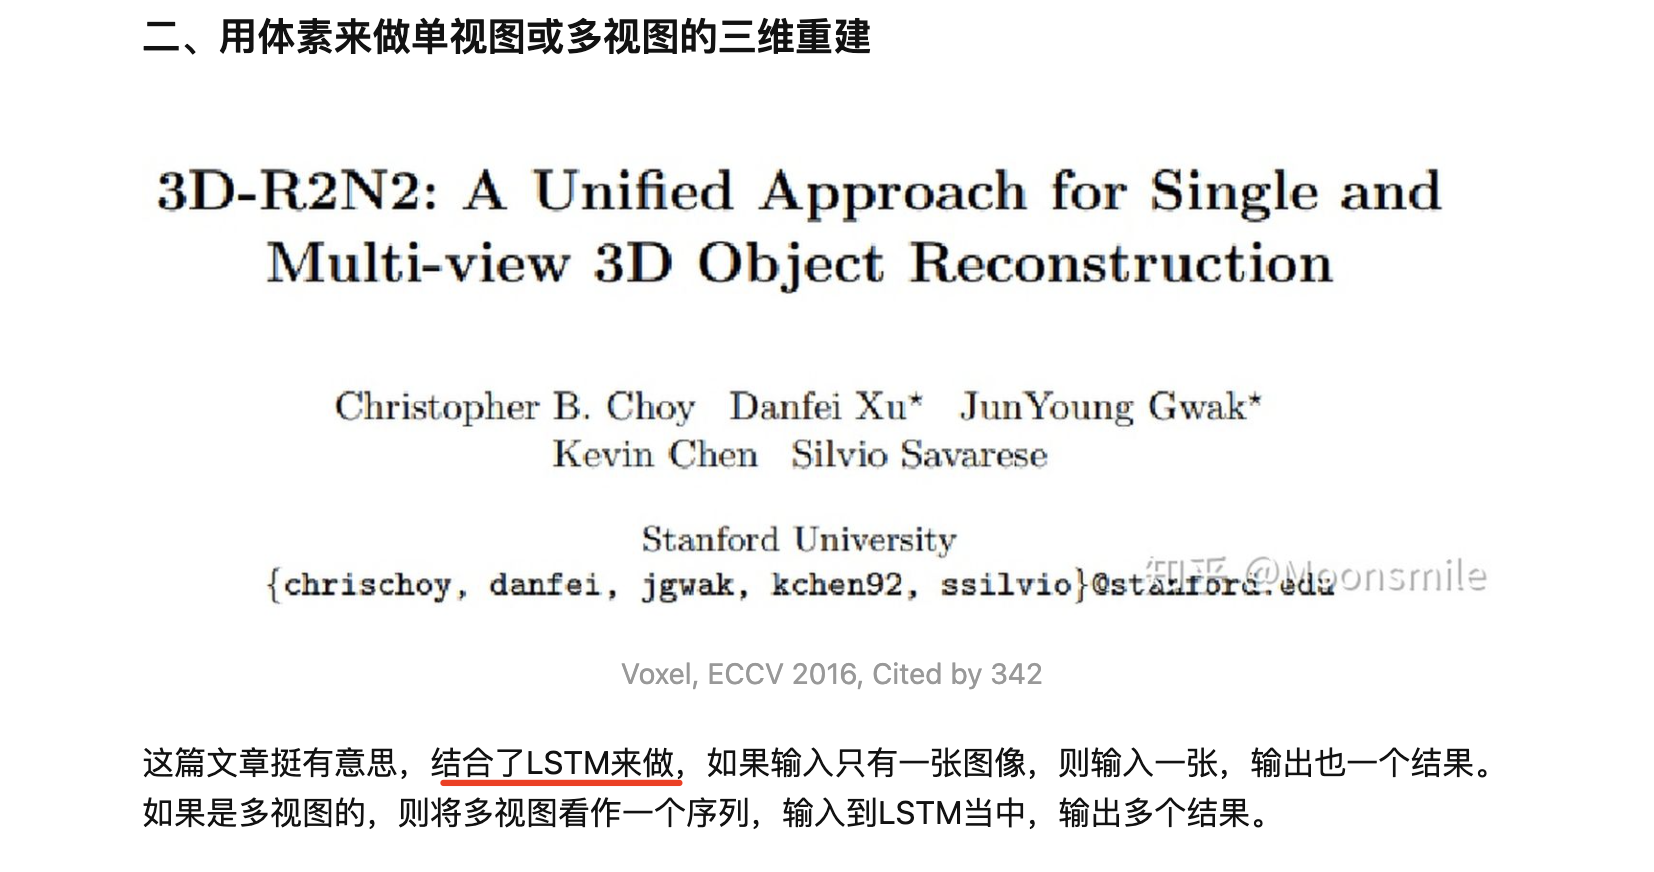 二、用体素来做单视图或多视图的三维重建
3D-R2N2: A Unified Approach for Single and
Multi-view 3D Object Reconstruction
Christopher B. Choy Danfei Xu* JunYoung Gwak*
Kevin Chen Silvio Savarese
Stanford University
{chrischoy, danfei, jgwak, kchen92, ssilvio}@stanford.edu
知乎 @Moonsmile
Voxel, ECCV 2016, Cited by 342
这篇文章挺有意思，结合了LSTM来做，如果输入只有一张图像，则输入一张，输出也一个结果。
如果是多视图的，则将多视图看作一个序列，输入到LSTM当中，输出多个结果。